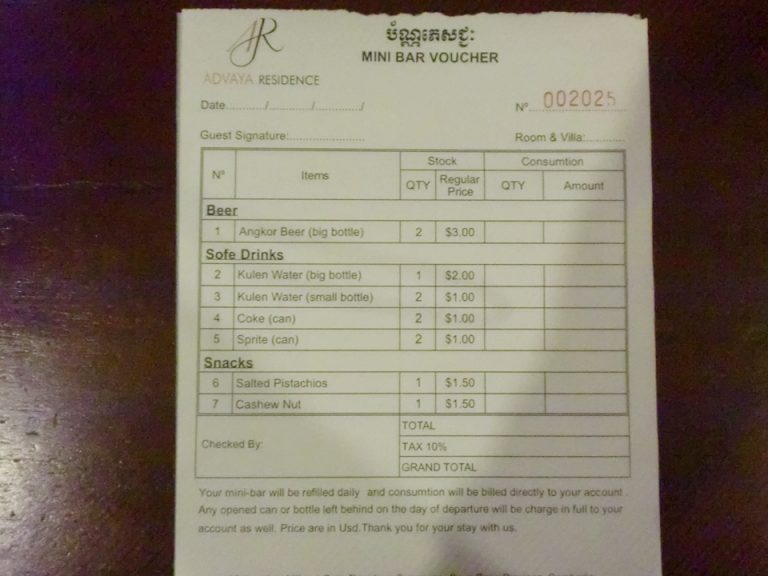 AR
ប័ណ្ណភេសជ្ជៈ
MINI BAR VOUCHER
ADVAYA RESIDENCE
Date............/............./............./ Nº 002025
Guest Signature:..................... Room & Villa:...........
Nº Items Stock Consumtion
QTY Regular Price QTY Amount
Beer
1 Angkor Beer (big bottle) 2 $3.00
Sofe Drinks
2 Kulen Water (big bottle) 1 $2.00
3 Kulen Water (small bottle) 2 $1.00
4 Coke (can) 2 $1.00
5 Sprite (can) 2 $1.00
Snacks
6 Salted Pistachios 1 $1.50
7 Cashew Nut 1 $1.50
Checked By: TOTAL
TAX 10%
GRAND TOTAL
Your mini-bar will be refilled daily and consumtion will be billed directly to your account .
Any opened can or bottle left behind on the day of departure will be charge in full to your
account as well. Price are in Usd.Thank you for your stay with us.